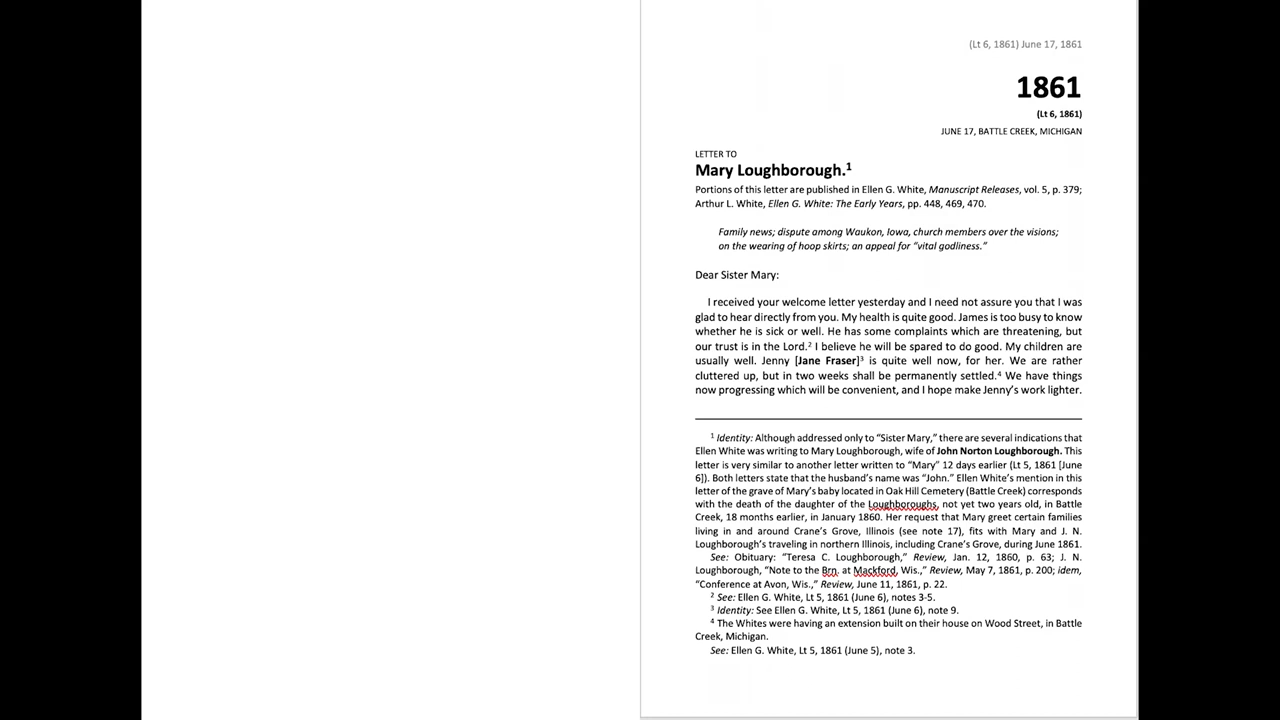 (Lt 6, 1861) June 17, 1861
1861
(Lt 6, 1861)
JUNE 17, BATTLE CREEK, MICHIGAN
LETTER TO
Mary Loughborough.¹
Portions of this letter are published in Ellen G. White, Manuscript Releases, vol. 5, p. 379;
Arthur L. White, Ellen G. White: The Early Years, pp. 448, 469, 470.
Family news; dispute among Waukon, Iowa, church members over the visions;
on the wearing of hoop skirts; an appeal for “vital godliness.”
Dear Sister Mary:
I received your welcome letter yesterday and I need not assure you that I was
glad to hear directly from you. My health is quite good. James is too busy to know
whether he is sick or well. He has some complaints which are threatening, but
our trust is in the Lord.² I believe he will be spared to do good. My children are
usually well. Jenny [Jane Fraser]³ is quite well now, for her. We are rather
cluttered up, but in two weeks shall be permanently settled.⁴ We have things
now progressing which will be convenient, and I hope make Jenny’s work lighter.
¹ Identity: Although addressed only to “Sister Mary,” there are several indications that
Ellen White was writing to Mary Loughborough, wife of John Norton Loughborough. This
letter is very similar to another letter written to “Mary” 12 days earlier (Lt 5, 1861 [June
6]). Both letters state that the husband’s name was “John.” Ellen White’s mention in this
letter of the grave of Mary’s baby located in Oak Hill Cemetery (Battle Creek) corresponds
with the death of the daughter of the Loughboroughs, not yet two years old, in Battle
Creek, 18 months earlier, in January 1860. Her request that Mary greet certain families
living in and around Crane’s Grove, Illinois (see note 17), fits with Mary and J. N.
Loughborough’s traveling in northern Illinois, including Crane’s Grove, during June 1861.
See: Obituary: “Teresa C. Loughborough,” Review, Jan. 12, 1860, p. 63; J. N.
Loughborough, “Note to the Brn. at Mackford, Wis.,” Review, May 7, 1861, p. 200; idem,
“Conference at Avon, Wis.,” Review, June 11, 1861, p. 22.
² See: Ellen G. White, Lt 5, 1861 (June 6), notes 3-5.
³ Identity: See Ellen G. White, Lt 5, 1861 (June 6), note 9.
⁴ The Whites were having an extension built on their house on Wood Street, in Battle
Creek, Michigan.
See: Ellen G. White, Lt 5, 1861 (June 5), note 3.